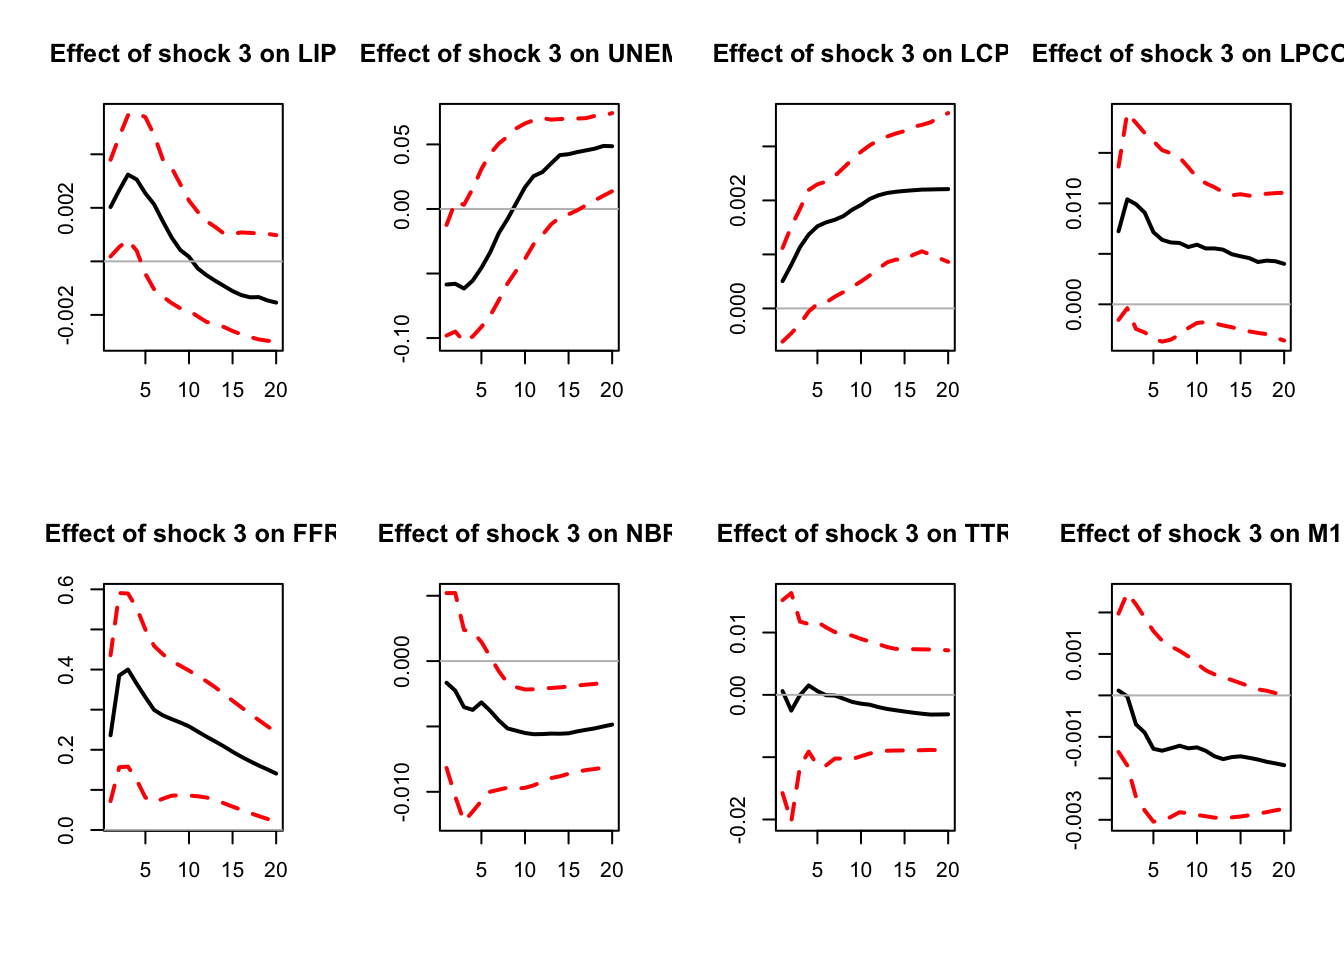 Effect of shock 3 on LIP
Effect of shock 3 on UNEM
Effect of shock 3 on LCP
Effect of shock 3 on LPCO
0.002
-0.002
5 10 15 20
0.05
0.00
-0.10
5 10 15 20
0.002
0.000
5 10 15 20
0.010
0.000
5 10 15 20
Effect of shock 3 on FFR
Effect of shock 3 on NBR
Effect of shock 3 on TTR
Effect of shock 3 on M1
0.6
0.4
0.2
0.0
5 10 15 20
0.000
-0.010
5 10 15 20
0.01
0.00
-0.02
5 10 15 20
0.001
-0.001
-0.003
5 10 15 20